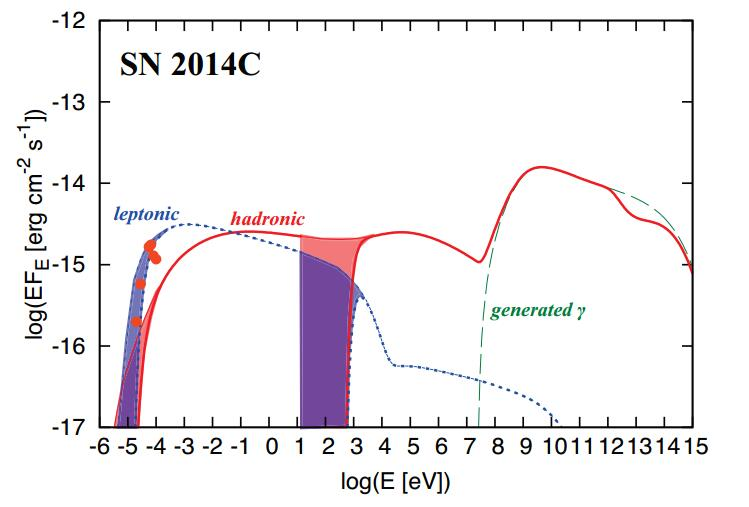 SN 2014C
-12
-13
-14
-15
-16
-17
log(EF_E [erg cm⁻² s⁻¹])
leptonic
hadronic
generated γ
-6 -5 -4 -3 -2 -1 0 1 2 3 4 5 6 7 8 9 10 11 12 13 14 15
log(E [eV])